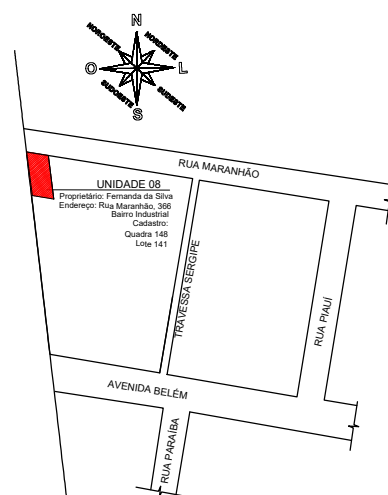 N
NOROESTE
NORDESTE
O
L
SUDOESTE
SUDESTE
S
RUA MARANHÃO
UNIDADE 08
Proprietário: Fernanda da Silva
Endereço: Rua Maranhão, 366
Bairro Industrial
Cadastro:
Quadra 148
Lote 141
TRAVESSA SERGIPE
RUA PIAUÍ
AVENIDA BELÉM
RUA PARAÍBA